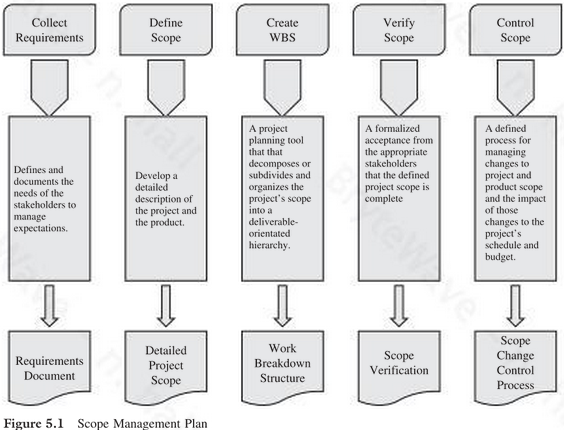 Collect
Requirements
Define
Scope
Create
WBS
Verify
Scope
Control
Scope
Defines and
documents the
needs of the
stakeholders to
manage
expectations.
Develop a
detailed
description of
the project and
the product.
A project
planning tool
that that
decomposes or
subdivides and
organizes the
project's scope
into a
deliverable-
orientated
hierarchy.
A formalized
acceptance from
the appropriate
stakeholders
that the defined
project scope is
complete
A defined
process for
managing
changes to
project and
product scope
and the impact
of those
changes to the
project's
schedule and
budget.
Requirements
Document
Detailed
Project
Scope
Work
Breakdown
Structure
Scope
Verification
Scope
Change
Control
Process
Figure 5.1 Scope Management Plan